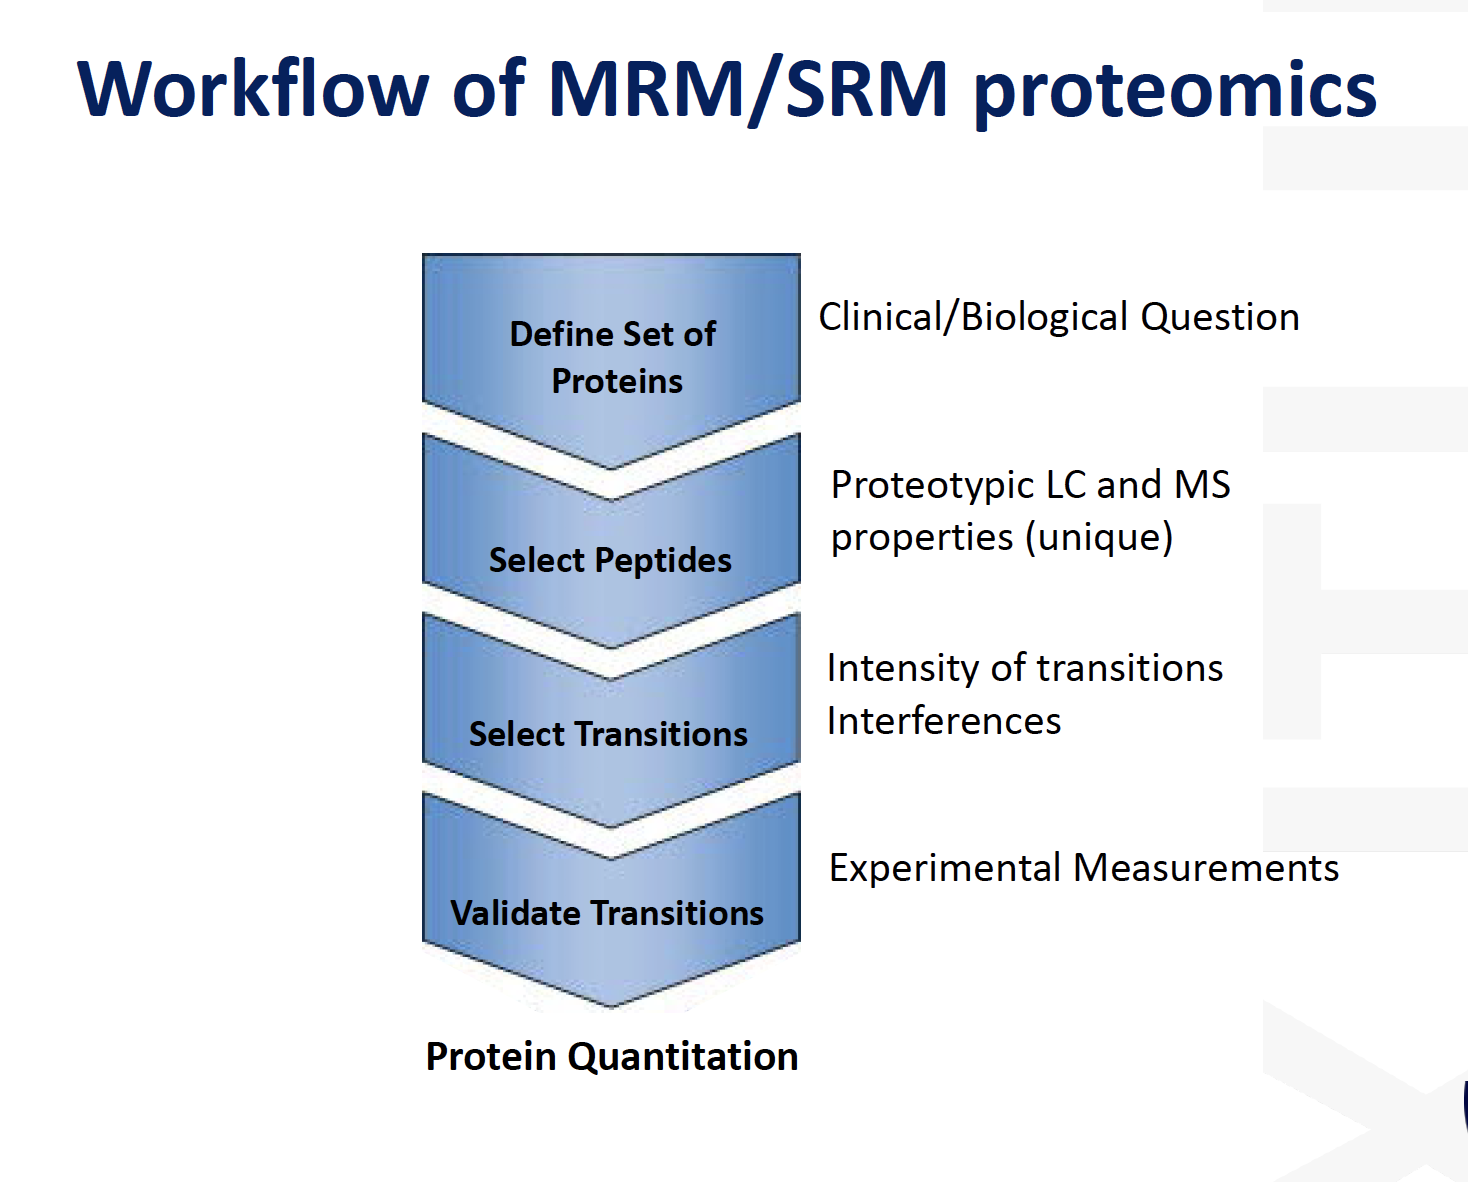 Workflow of MRM/SRM proteomics
Define Set of
Proteins
Clinical/Biological Question
Select Peptides
Proteotypic LC and MS
properties (unique)
Select Transitions
Intensity of transitions
Interferences
Validate Transitions
Experimental Measurements
Protein Quantitation